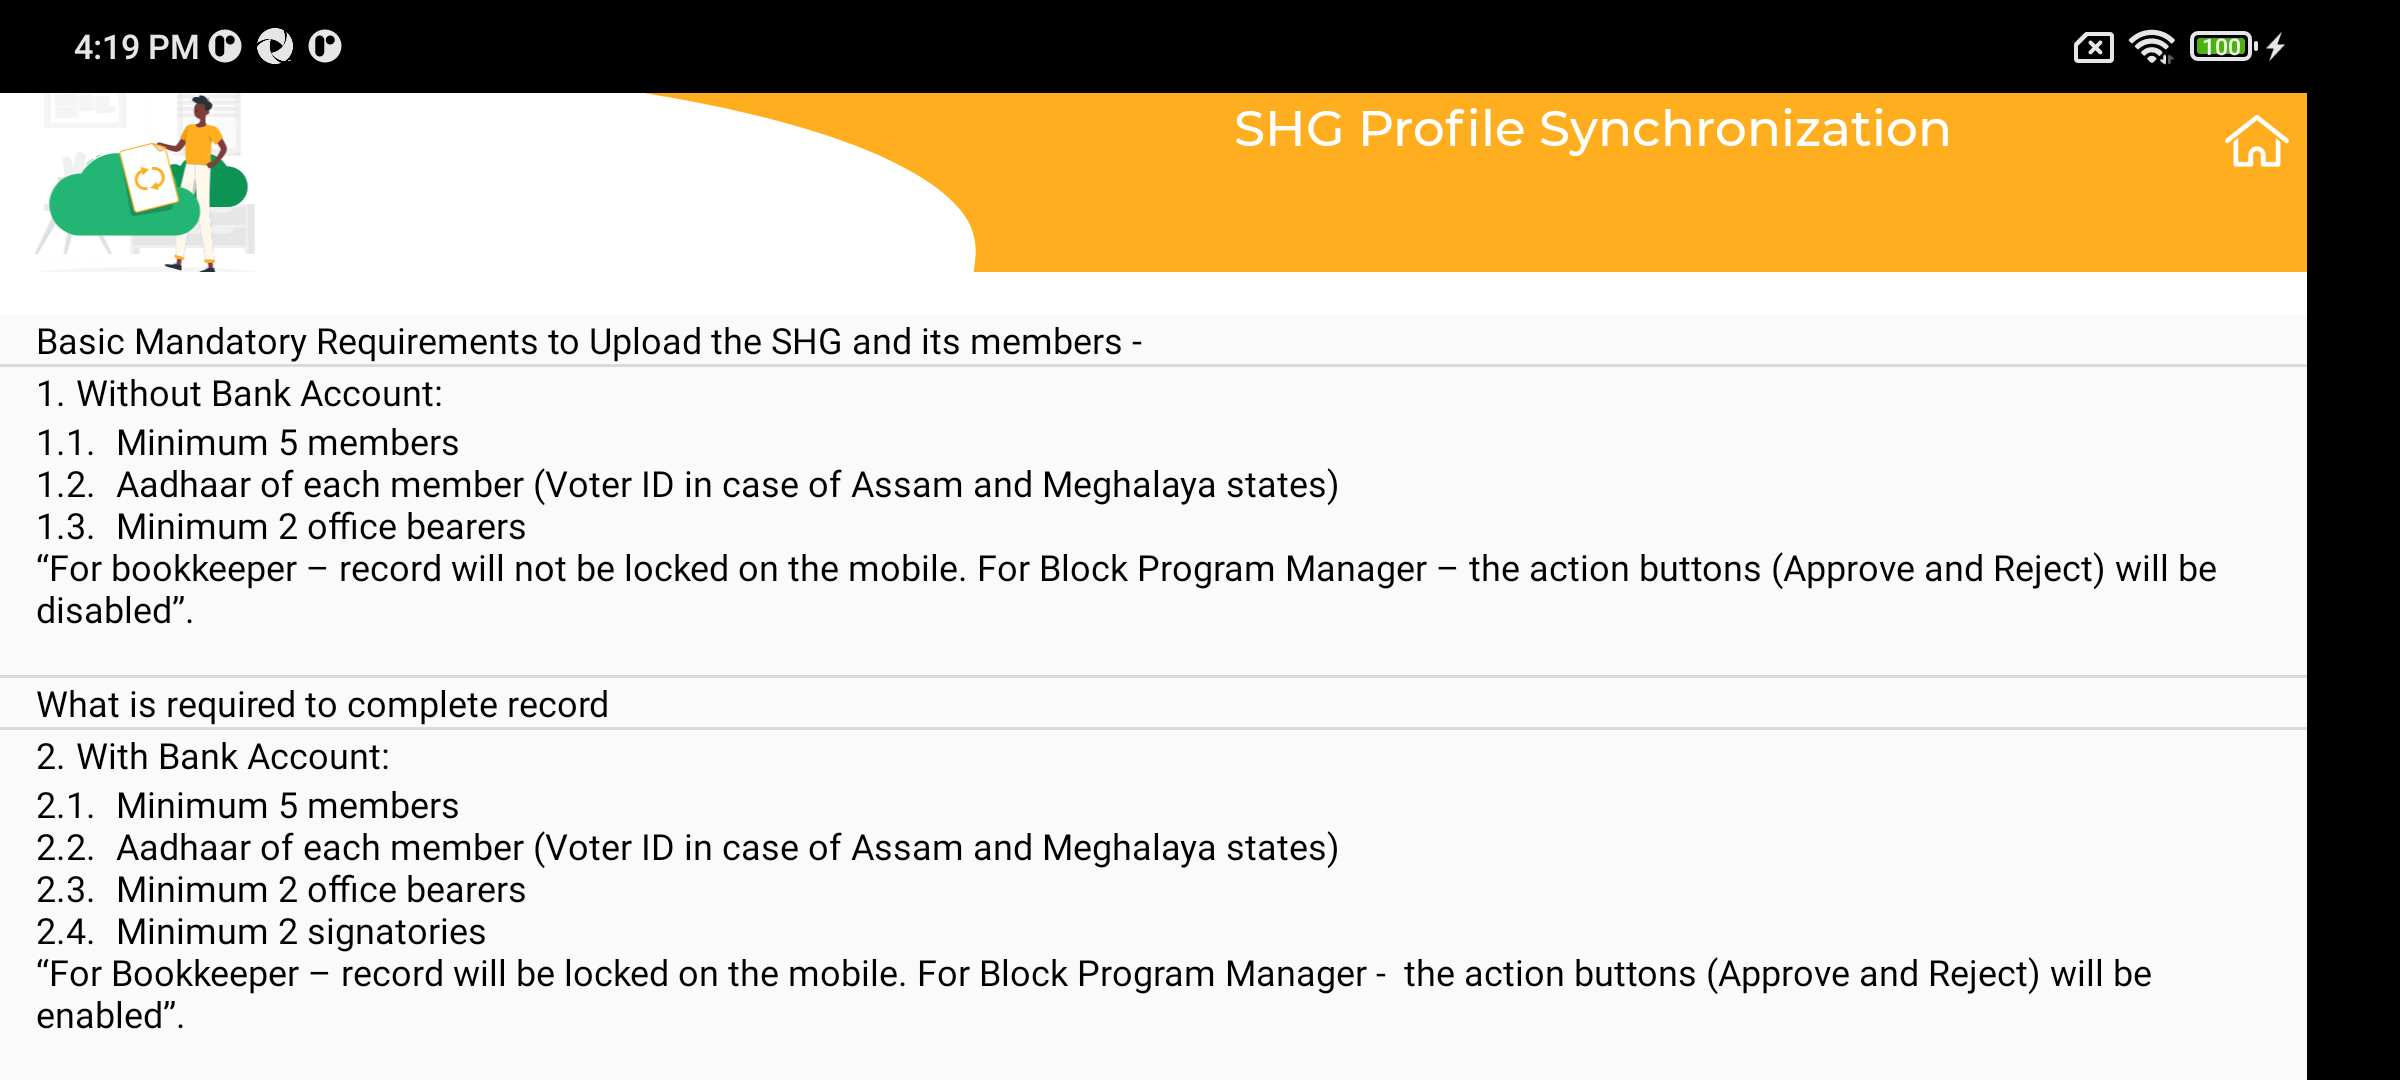 4:19 PM
100
SHG Profile Synchronization
Basic Mandatory Requirements to Upload the SHG and its members -
1. Without Bank Account:
1.1. Minimum 5 members
1.2. Aadhaar of each member (Voter ID in case of Assam and Meghalaya states)
1.3. Minimum 2 office bearers
“For bookkeeper – record will not be locked on the mobile. For Block Program Manager – the action buttons (Approve and Reject) will be
disabled”.
What is required to complete record
2. With Bank Account:
2.1. Minimum 5 members
2.2. Aadhaar of each member (Voter ID in case of Assam and Meghalaya states)
2.3. Minimum 2 office bearers
2.4. Minimum 2 signatories
“For Bookkeeper – record will be locked on the mobile. For Block Program Manager - the action buttons (Approve and Reject) will be
enabled”.